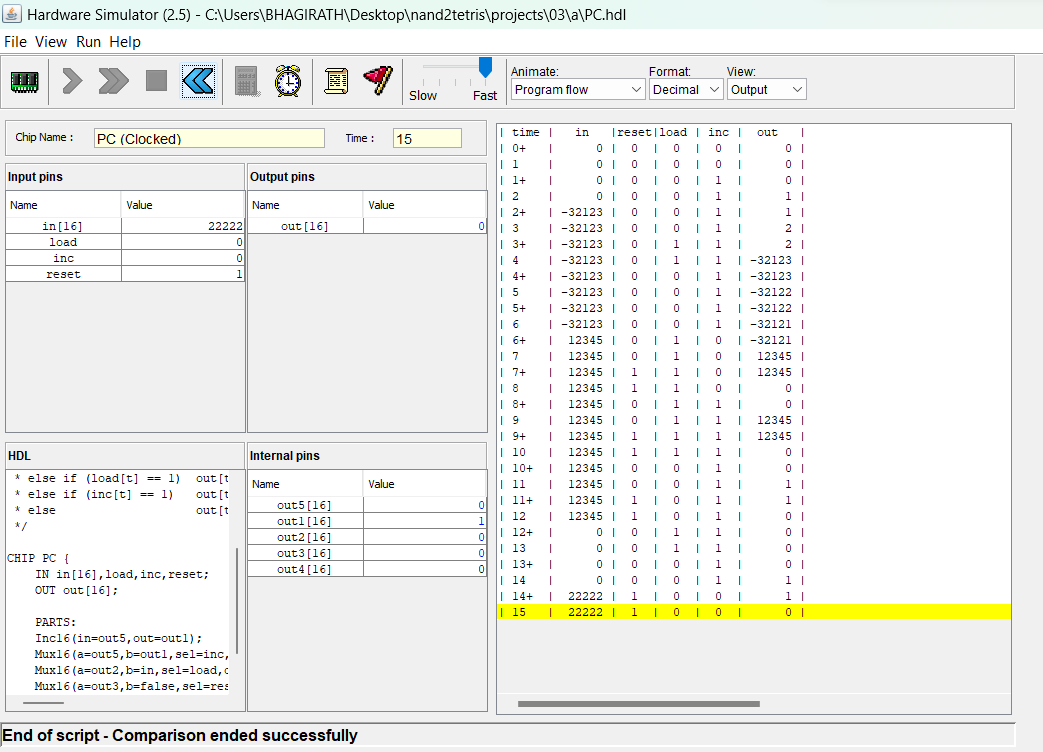 Hardware Simulator (2.5) - C:\Users\BHAGIRATH\Desktop\nand2tetris\projects\03\a\PC.hdl
File View Run Help
Slow Fast
Animate: Format: View:
Program flow Decimal Output
Chip Name : PC (Clocked) Time : 15
Input pins
Name Value
in[16] 22222
load 0
inc 0
reset 1
Output pins
Name Value
out[16] 0
HDL
* else if (load[t] == 1) out[t
* else if (inc[t] == 1) out[t
* else out[t
*/
CHIP PC {
IN in[16],load,inc,reset;
OUT out[16];
PARTS:
Inc16(in=out5,out=out1);
Mux16(a=out5,b=out1,sel=inc,
Mux16(a=out2,b=in,sel=load,o
Mux16(a=out3,b=false,sel=res
Internal pins
Name Value
out5[16] 0
out1[16] 1
out2[16] 0
out3[16] 0
out4[16] 0
| time | in |reset|load | inc | out |
| 0+ | 0 | 0 | 0 | 0 | 0 |
| 1 | 0 | 0 | 0 | 0 | 0 |
| 1+ | 0 | 0 | 0 | 1 | 0 |
| 2 | 0 | 0 | 0 | 1 | 1 |
| 2+ | -32123 | 0 | 0 | 1 | 1 |
| 3 | -32123 | 0 | 0 | 1 | 2 |
| 3+ | -32123 | 0 | 1 | 1 | 2 |
| 4 | -32123 | 0 | 1 | 1 | -32123 |
| 4+ | -32123 | 0 | 0 | 1 | -32123 |
| 5 | -32123 | 0 | 0 | 1 | -32122 |
| 5+ | -32123 | 0 | 0 | 1 | -32122 |
| 6 | -32123 | 0 | 0 | 1 | -32121 |
| 6+ | 12345 | 0 | 1 | 0 | -32121 |
| 7 | 12345 | 0 | 1 | 0 | 12345 |
| 7+ | 12345 | 1 | 1 | 0 | 12345 |
| 8 | 12345 | 1 | 1 | 0 | 0 |
| 8+ | 12345 | 0 | 1 | 1 | 0 |
| 9 | 12345 | 0 | 1 | 1 | 12345 |
| 9+ | 12345 | 1 | 1 | 1 | 12345 |
| 10 | 12345 | 1 | 1 | 1 | 0 |
| 10+ | 12345 | 0 | 0 | 1 | 0 |
| 11 | 12345 | 0 | 0 | 1 | 1 |
| 11+ | 12345 | 1 | 0 | 1 | 1 |
| 12 | 12345 | 1 | 0 | 1 | 0 |
| 12+ | 0 | 0 | 1 | 1 | 0 |
| 13 | 0 | 0 | 1 | 1 | 0 |
| 13+ | 0 | 0 | 0 | 1 | 0 |
| 14 | 0 | 0 | 0 | 1 | 1 |
| 14+ | 22222 | 1 | 0 | 0 | 1 |
| 15 | 22222 | 1 | 0 | 0 | 0 |
End of script - Comparison ended successfully